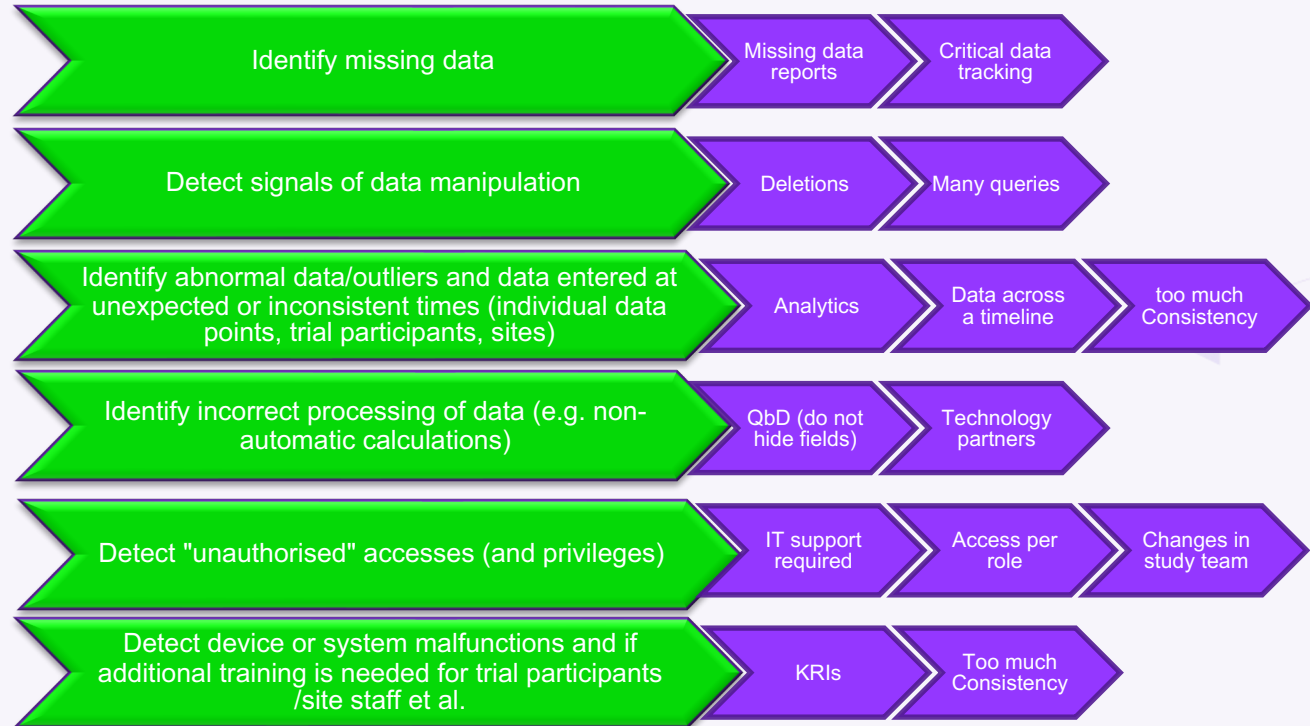 Identify missing data
Missing data
reports
Critical data
tracking
Detect signals of data manipulation
Deletions
Many queries
Identify abnormal data/outliers and data entered at
unexpected or inconsistent times (individual data
points, trial participants, sites)
Analytics
Data across
a timeline
too much
Consistency
Identify incorrect processing of data (e.g. non-
automatic calculations)
QbD (do not
hide fields)
Technology
partners
Detect "unauthorised" accesses (and privileges)
IT support
required
Access per
role
Changes in
study team
Detect device or system malfunctions and if
additional training is needed for trial participants
/site staff et al.
KRIs
Too much
Consistency